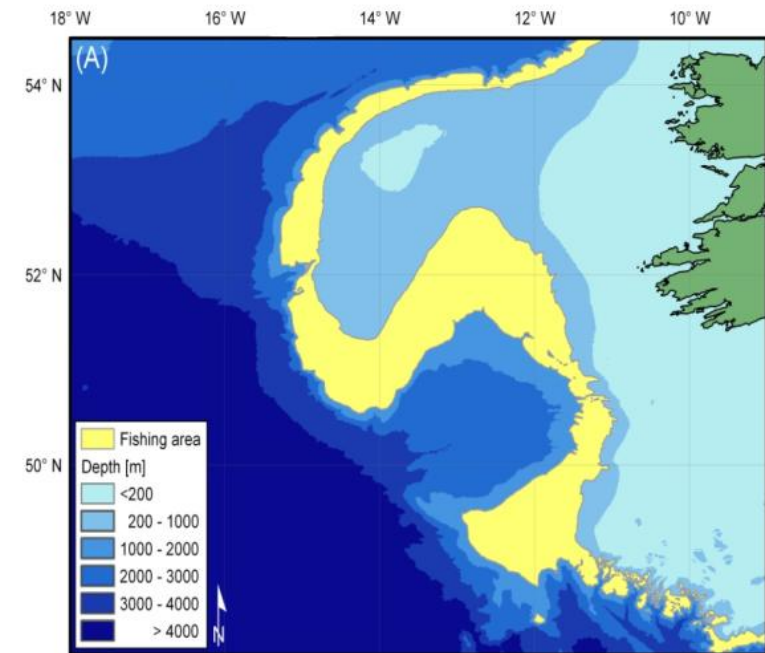 18° W 16° W 14° W 12° W 10° W
(A)
54° N
52° N
50° N
Fishing area
Depth [m]
<200
200 - 1000
1000 - 2000
2000 - 3000
3000 - 4000
> 4000
N